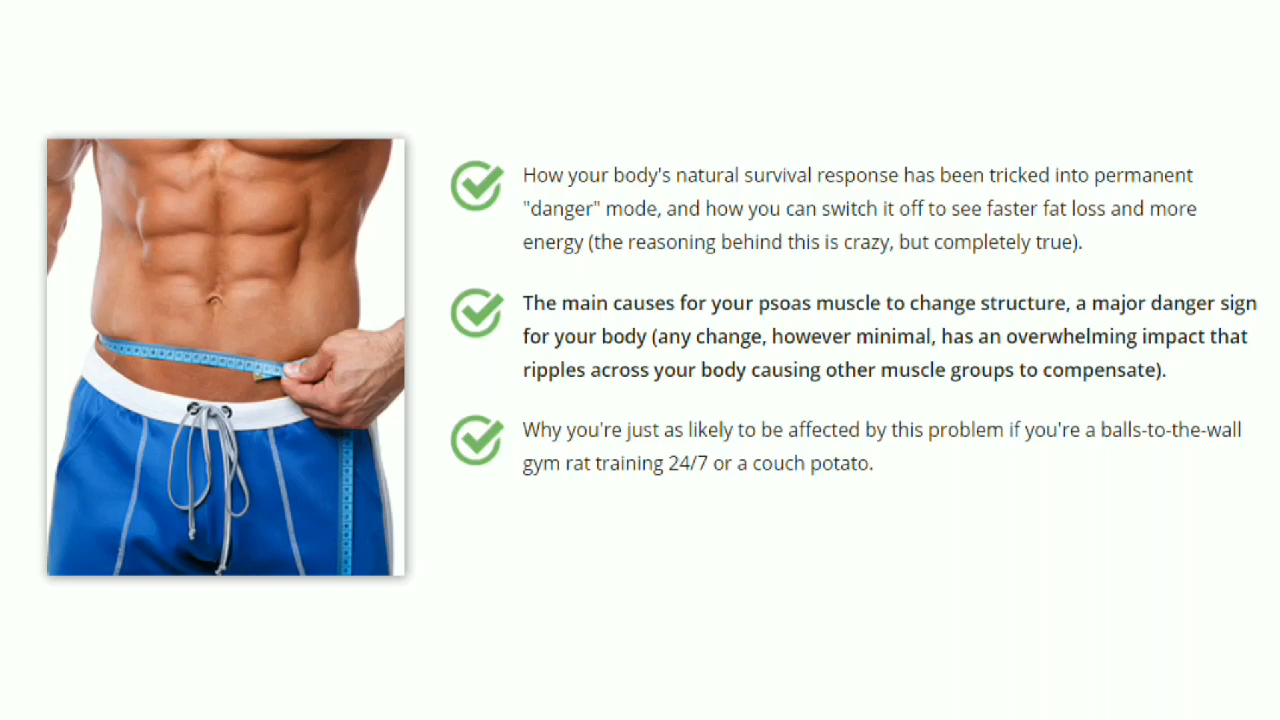 How your body's natural survival response has been tricked into permanent
"danger" mode, and how you can switch it off to see faster fat loss and more
energy (the reasoning behind this is crazy, but completely true).
The main causes for your psoas muscle to change structure, a major danger sign
for your body (any change, however minimal, has an overwhelming impact that
ripples across your body causing other muscle groups to compensate).
Why you're just as likely to be affected by this problem if you're a balls-to-the-wall
gym rat training 24/7 or a couch potato.